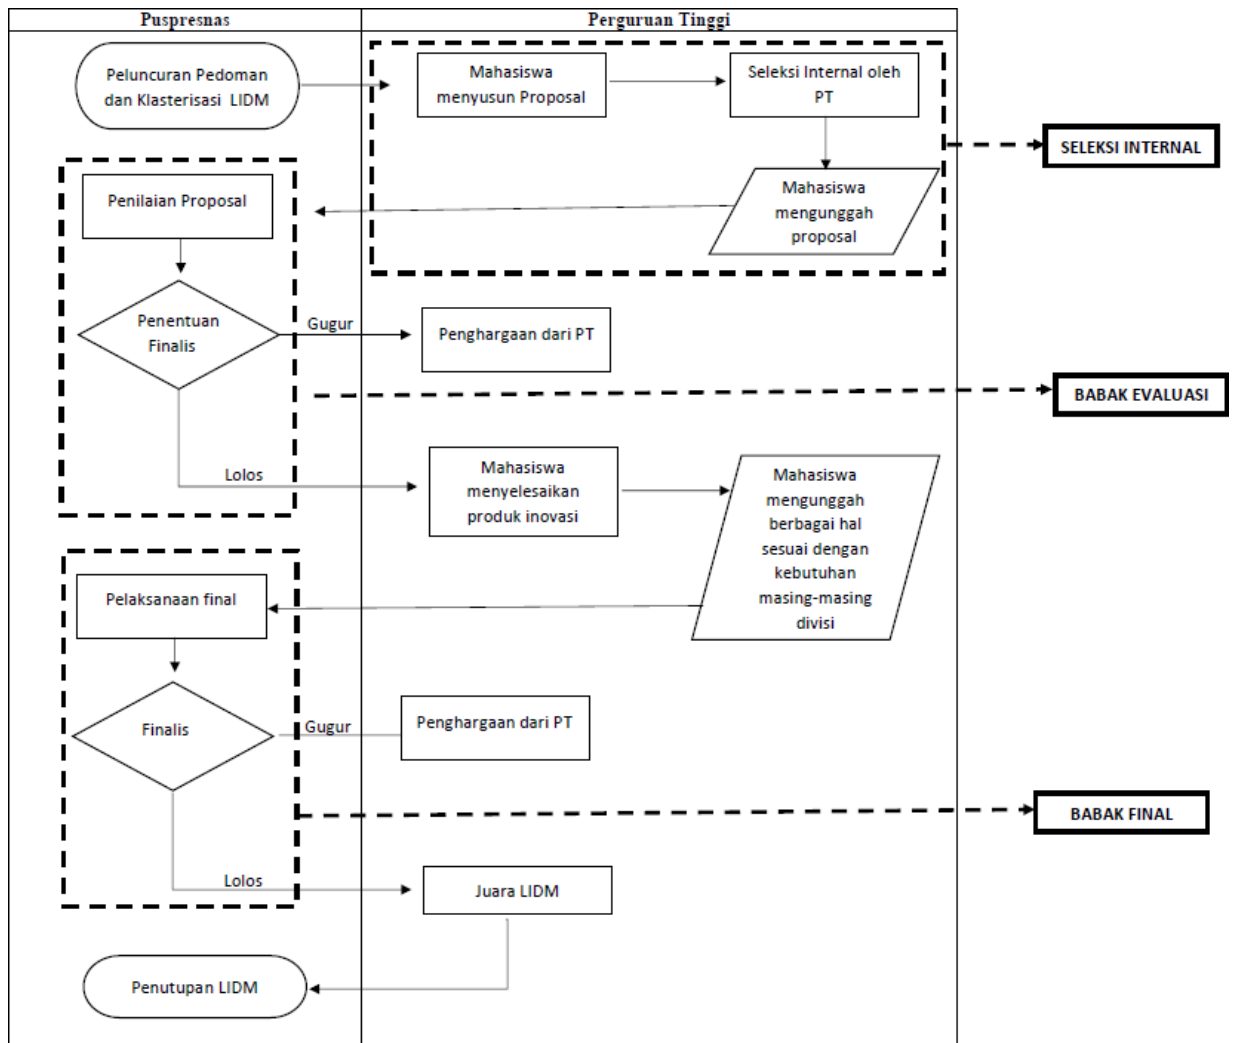 Puspresnas
Perguruan Tinggi
Peluncuran Pedoman
dan Klasterisasi LIDM
Mahasiswa
menyusun Proposal
Seleksi Internal oleh
PT
SELEKSI INTERNAL
Mahasiswa
mengunggah
proposal
Penilaian Proposal
Penentuan
Finalis
Gugur
Penghargaan dari PT
BABAK EVALUASI
Lolos
Mahasiswa
menyelesaikan
produk inovasi
Mahasiswa
mengunggah
berbagai hal
sesuai dengan
kebutuhan
masing-masing
divisi
Pelaksanaan final
Finalis
Gugur
Penghargaan dari PT
BABAK FINAL
Lolos
Juara LIDM
Penutupan LIDM